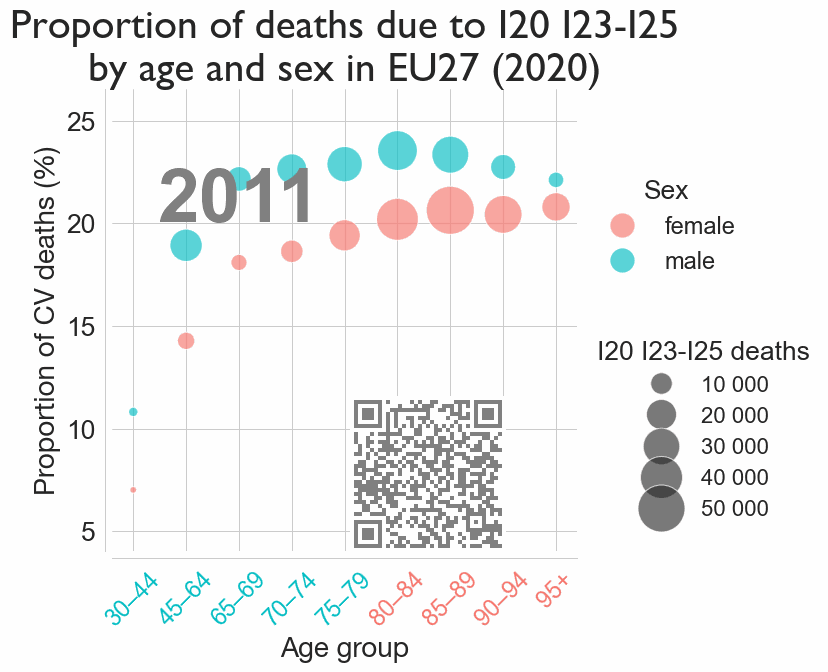 Proportion of deaths due to I20 I23-I25
by age and sex in EU27 (2020)
Proportion of CV deaths (%)
25
20
15
10
5
2011
30–44
45–64
65–69
70–74
75–79
80–84
85–89
90–94
95+
Age group
Sex
female
male
I20 I23-I25 deaths
10 000
20 000
30 000
40 000
50 000